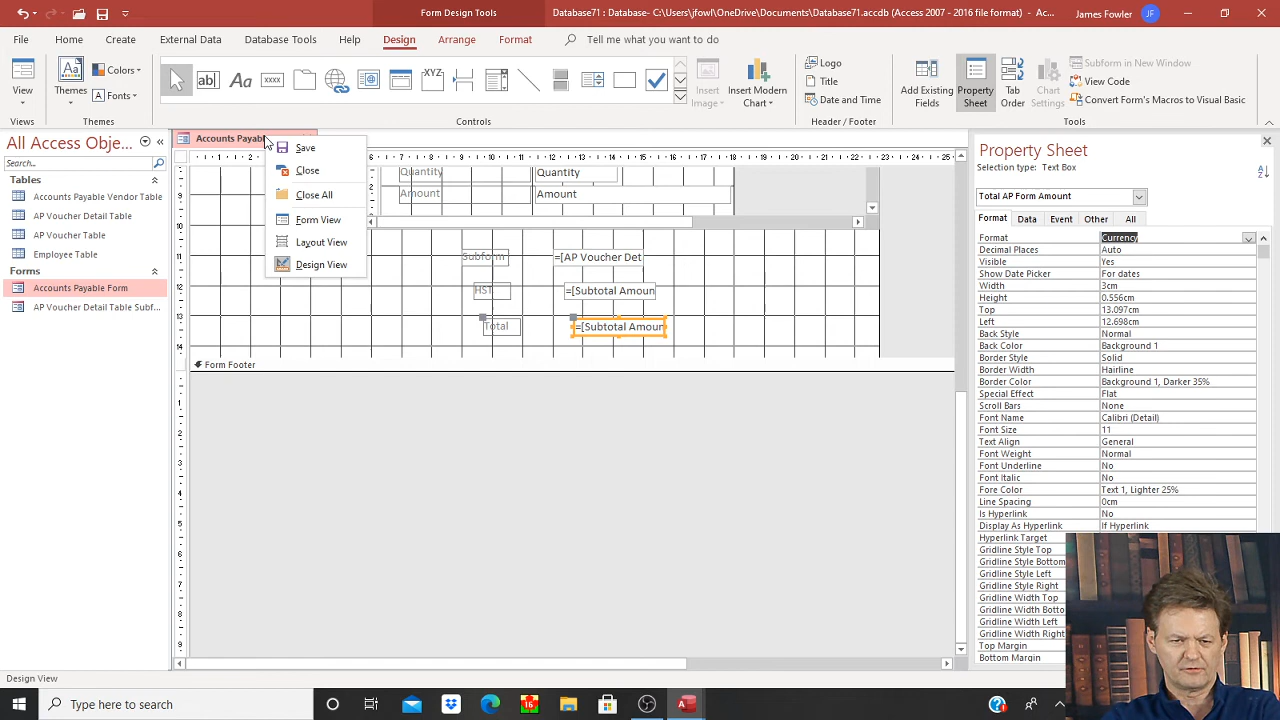 Form Design Tools
Database71 : Database- C:\Users\jfowl\OneDrive\Documents\Database71.accdb (Access 2007 - 2016 file format) - Ac...
James Fowler
JF
File
Home
Create
External Data
Database Tools
Help
Design
Arrange
Format
Tell me what you want to do
View
Themes
Colors
Fonts
ab|
Aa
xxxx
XYZ
Insert Image
Insert Modern Chart
Logo
Title
Date and Time
Add Existing Fields
Property Sheet
Tab Order
Chart Settings
Subform in New Window
View Code
Convert Form's Macros to Visual Basic
Views
Themes
Controls
Header / Footer
Tools
All Access Obje...
Search...
Tables
Accounts Payable Vendor Table
AP Voucher Detail Table
AP Voucher Table
Employee Table
Forms
Accounts Payable Form
AP Voucher Detail Table Subf...
Accounts Payable
Save
Close
Close All
Form View
Layout View
Design View
Quantity
Quantity
Amount
Amount
Subform
=[AP Voucher Det
HST
=[Subtotal Amoun
Total
=[Subtotal Amoun
Form Footer
Property Sheet
Selection type: Text Box
Total AP Form Amount
Format
Data
Event
Other
All
Format Currency
Decimal Places Auto
Visible Yes
Show Date Picker For dates
Width 3cm
Height 0.556cm
Top 13.097cm
Left 12.698cm
Back Style Normal
Back Color Background 1
Border Style Solid
Border Width Hairline
Border Color Background 1, Darker 35%
Special Effect Flat
Scroll Bars None
Font Name Calibri (Detail)
Font Size 11
Text Align General
Font Weight Normal
Font Underline No
Font Italic No
Fore Color Text 1, Lighter 25%
Line Spacing 0cm
Is Hyperlink No
Display As Hyperlink If Hyperlink
Hyperlink Target
Gridline Style Top
Gridline Style Bottom
Gridline Style Left
Gridline Style Right
Gridline Width Top
Gridline Width Botto
Gridline Width Left
Gridline Width Right
Top Margin
Bottom Margin
Design View
Type here to search